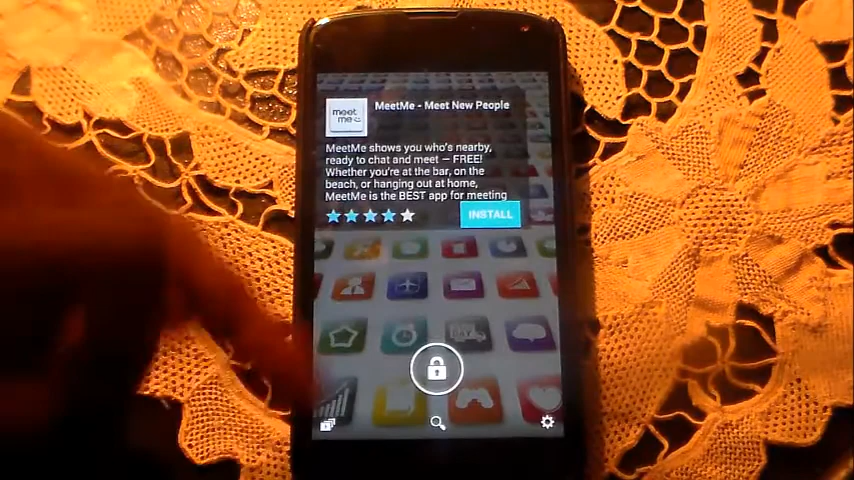 meet
me
MeetMe - Meet New People
MeetMe shows you who's nearby,
ready to chat and meet – FREE!
Whether you're at the bar, on the
beach, or hanging out at home,
MeetMe is the BEST app for meeting
INSTALL